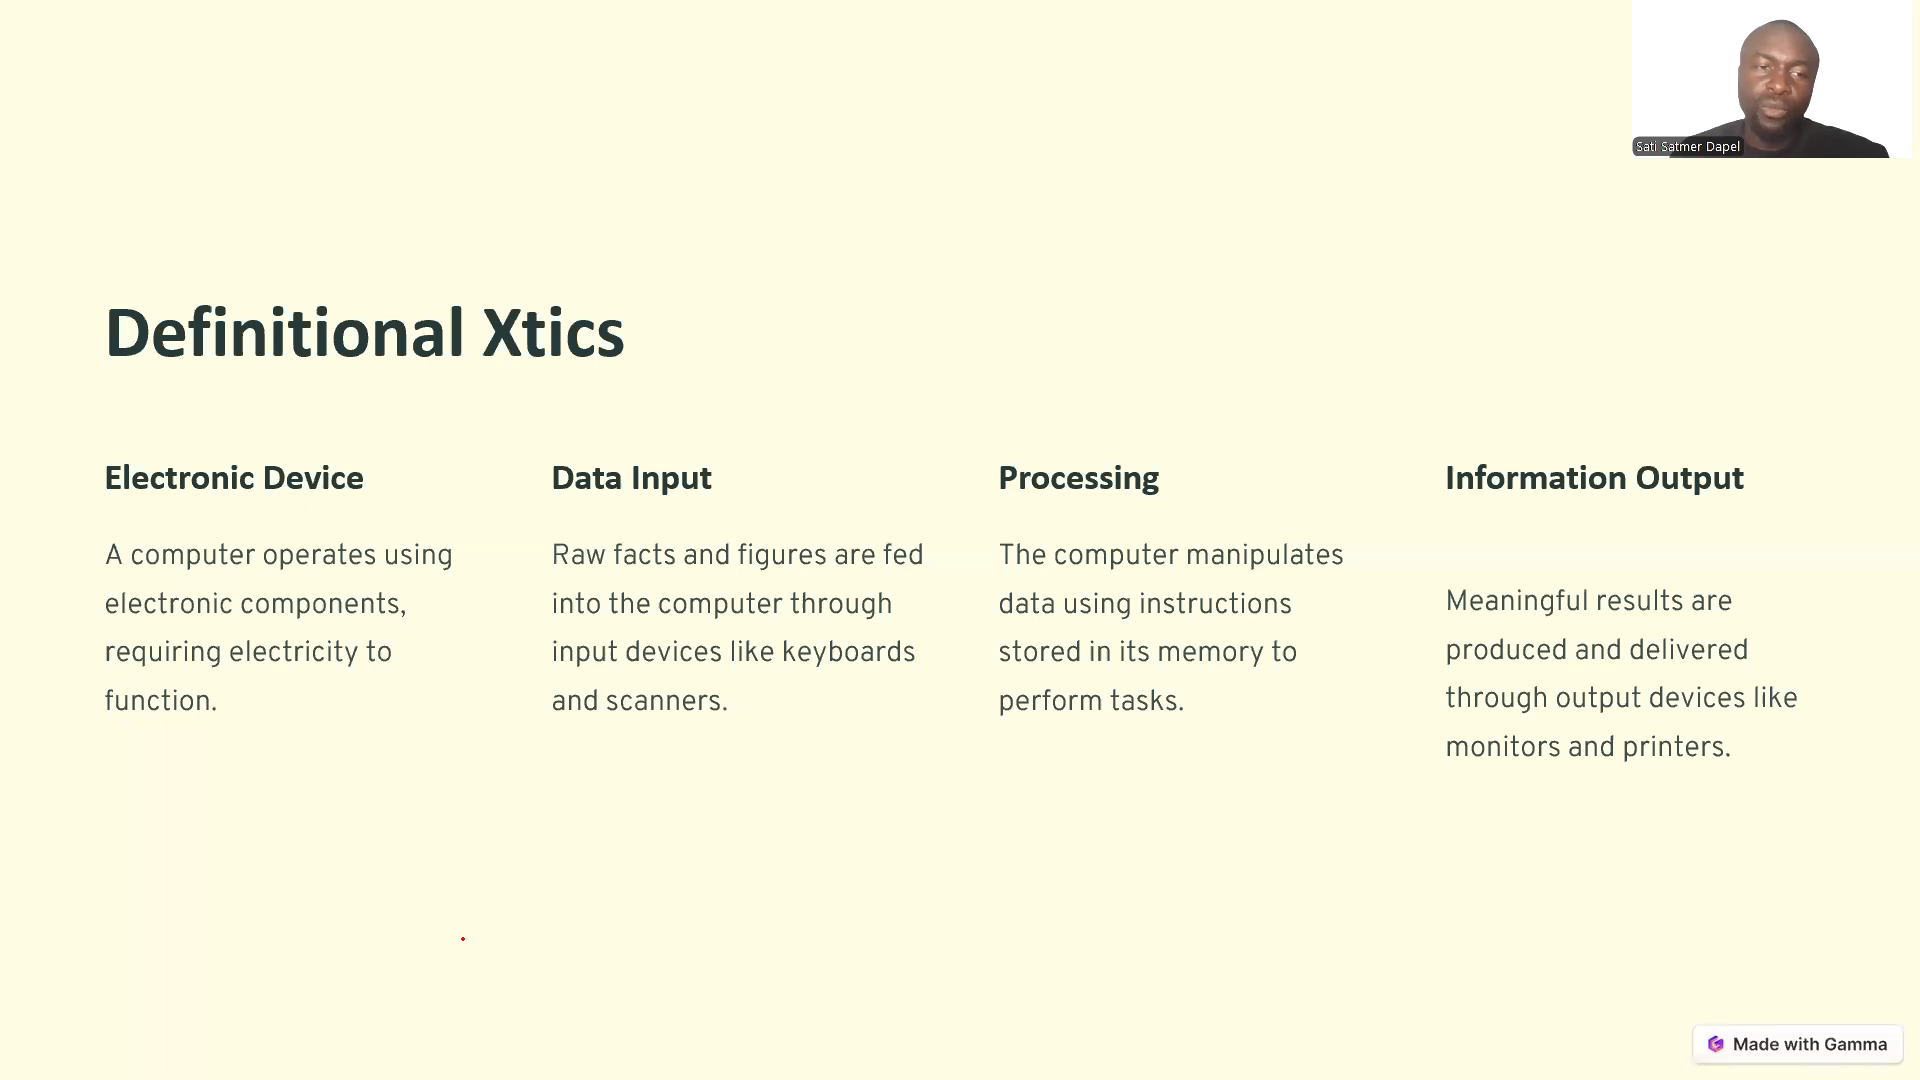 Sati Satmer Dapel
Definitional Xtics
Electronic Device
A computer operates using
electronic components,
requiring electricity to
function.
Data Input
Raw facts and figures are fed
into the computer through
input devices like keyboards
and scanners.
Processing
The computer manipulates
data using instructions
stored in its memory to
perform tasks.
Information Output
Meaningful results are
produced and delivered
through output devices like
monitors and printers.
Made with Gamma